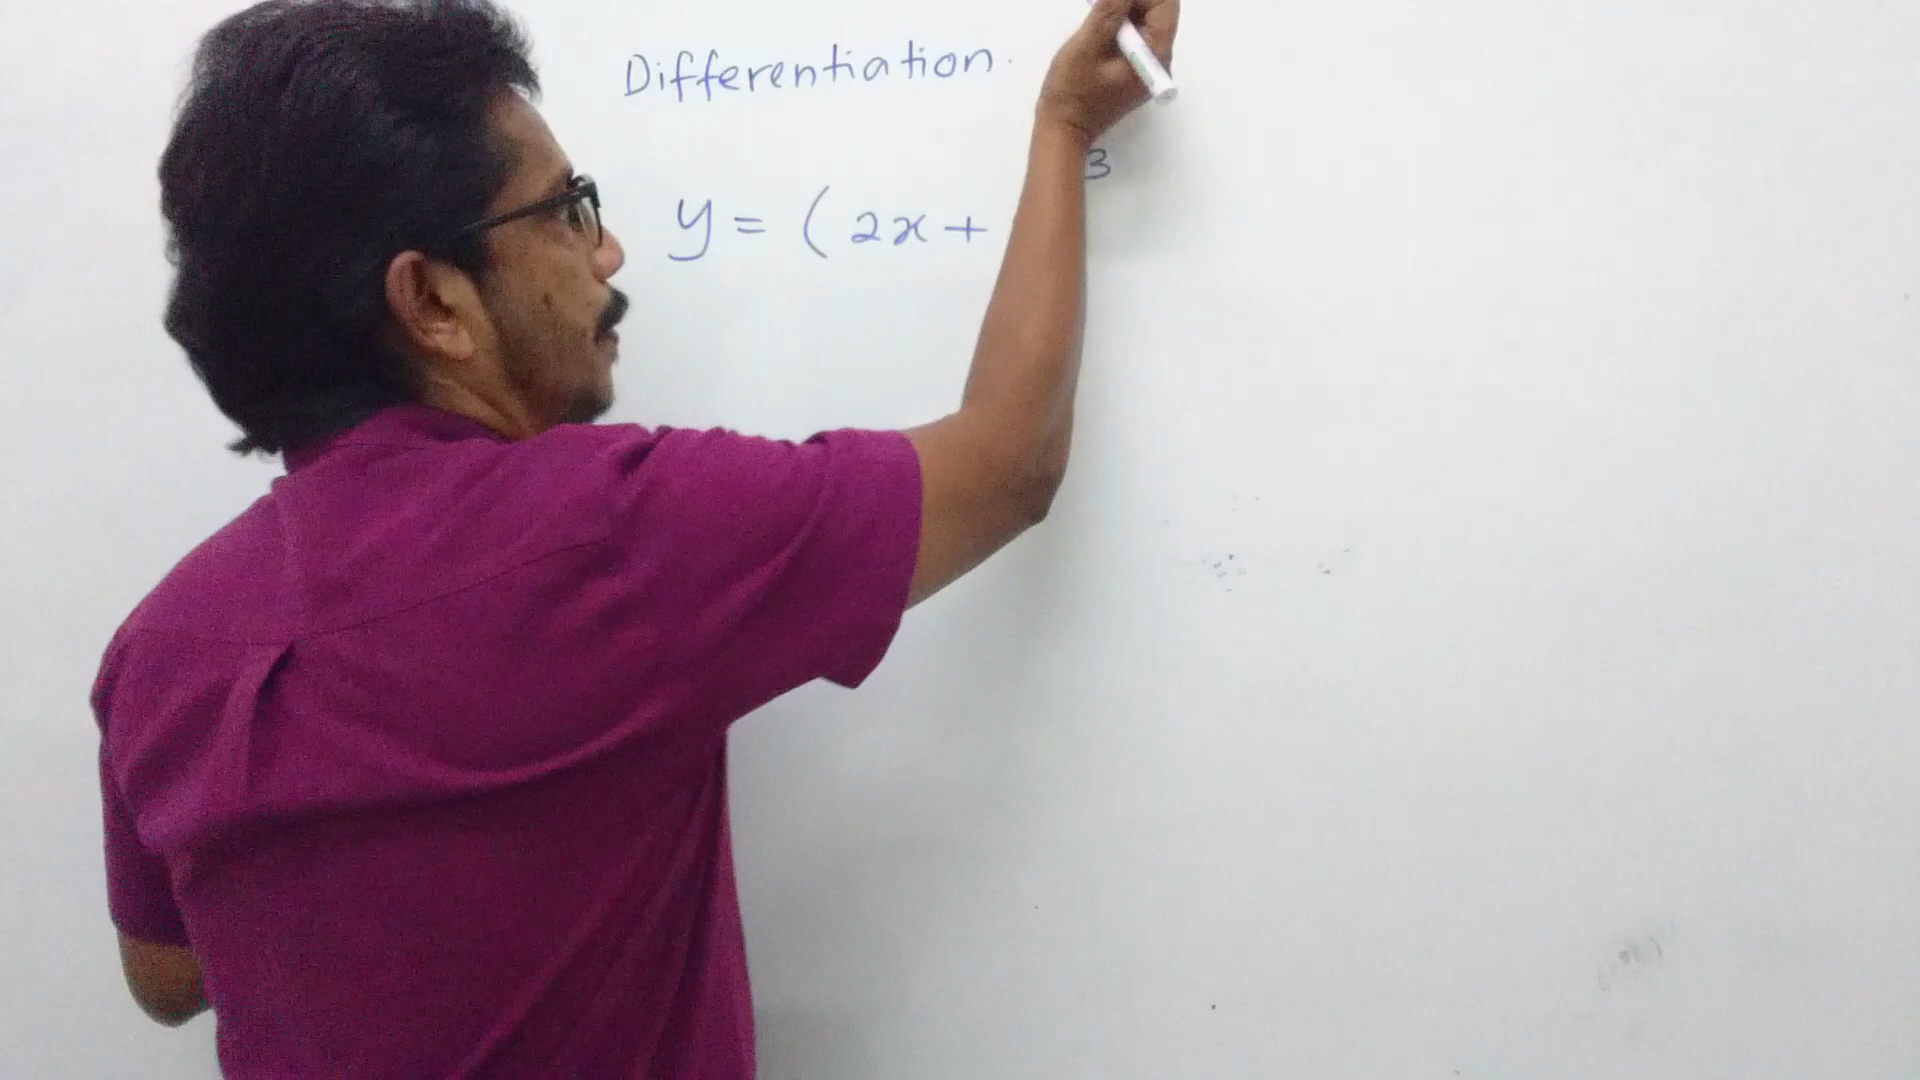 Differentiation.
y = ( 2x + ³